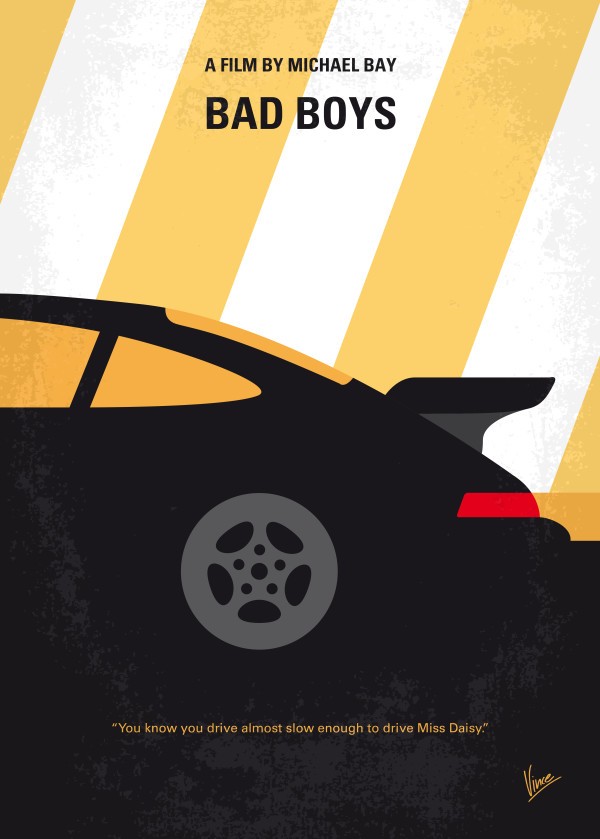 A FILM BY MICHAEL BAY
BAD BOYS
“You know you drive almost slow enough to drive Miss Daisy.”
Vince